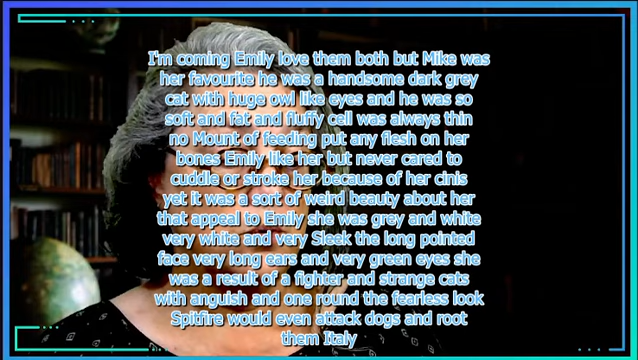 I'm coming Emily love them both but Mike was
her favourite he was a handsome dark grey
cat with huge owl like eyes and he was so
soft and fat and fluffy cell was always thin
no Mount of feeding put any flesh on her
bones Emily like her but never cared to
cuddle or stroke her because of her cinis
yet it was a sort of weird beauty about her
that appeal to Emily she was grey and white
very white and very Sleek the long pointed
face very long ears and very green eyes she
was a result of a fighter and strange cats
with anguish and one round the fearless look
Spitfire would even attack dogs and root
them Italy